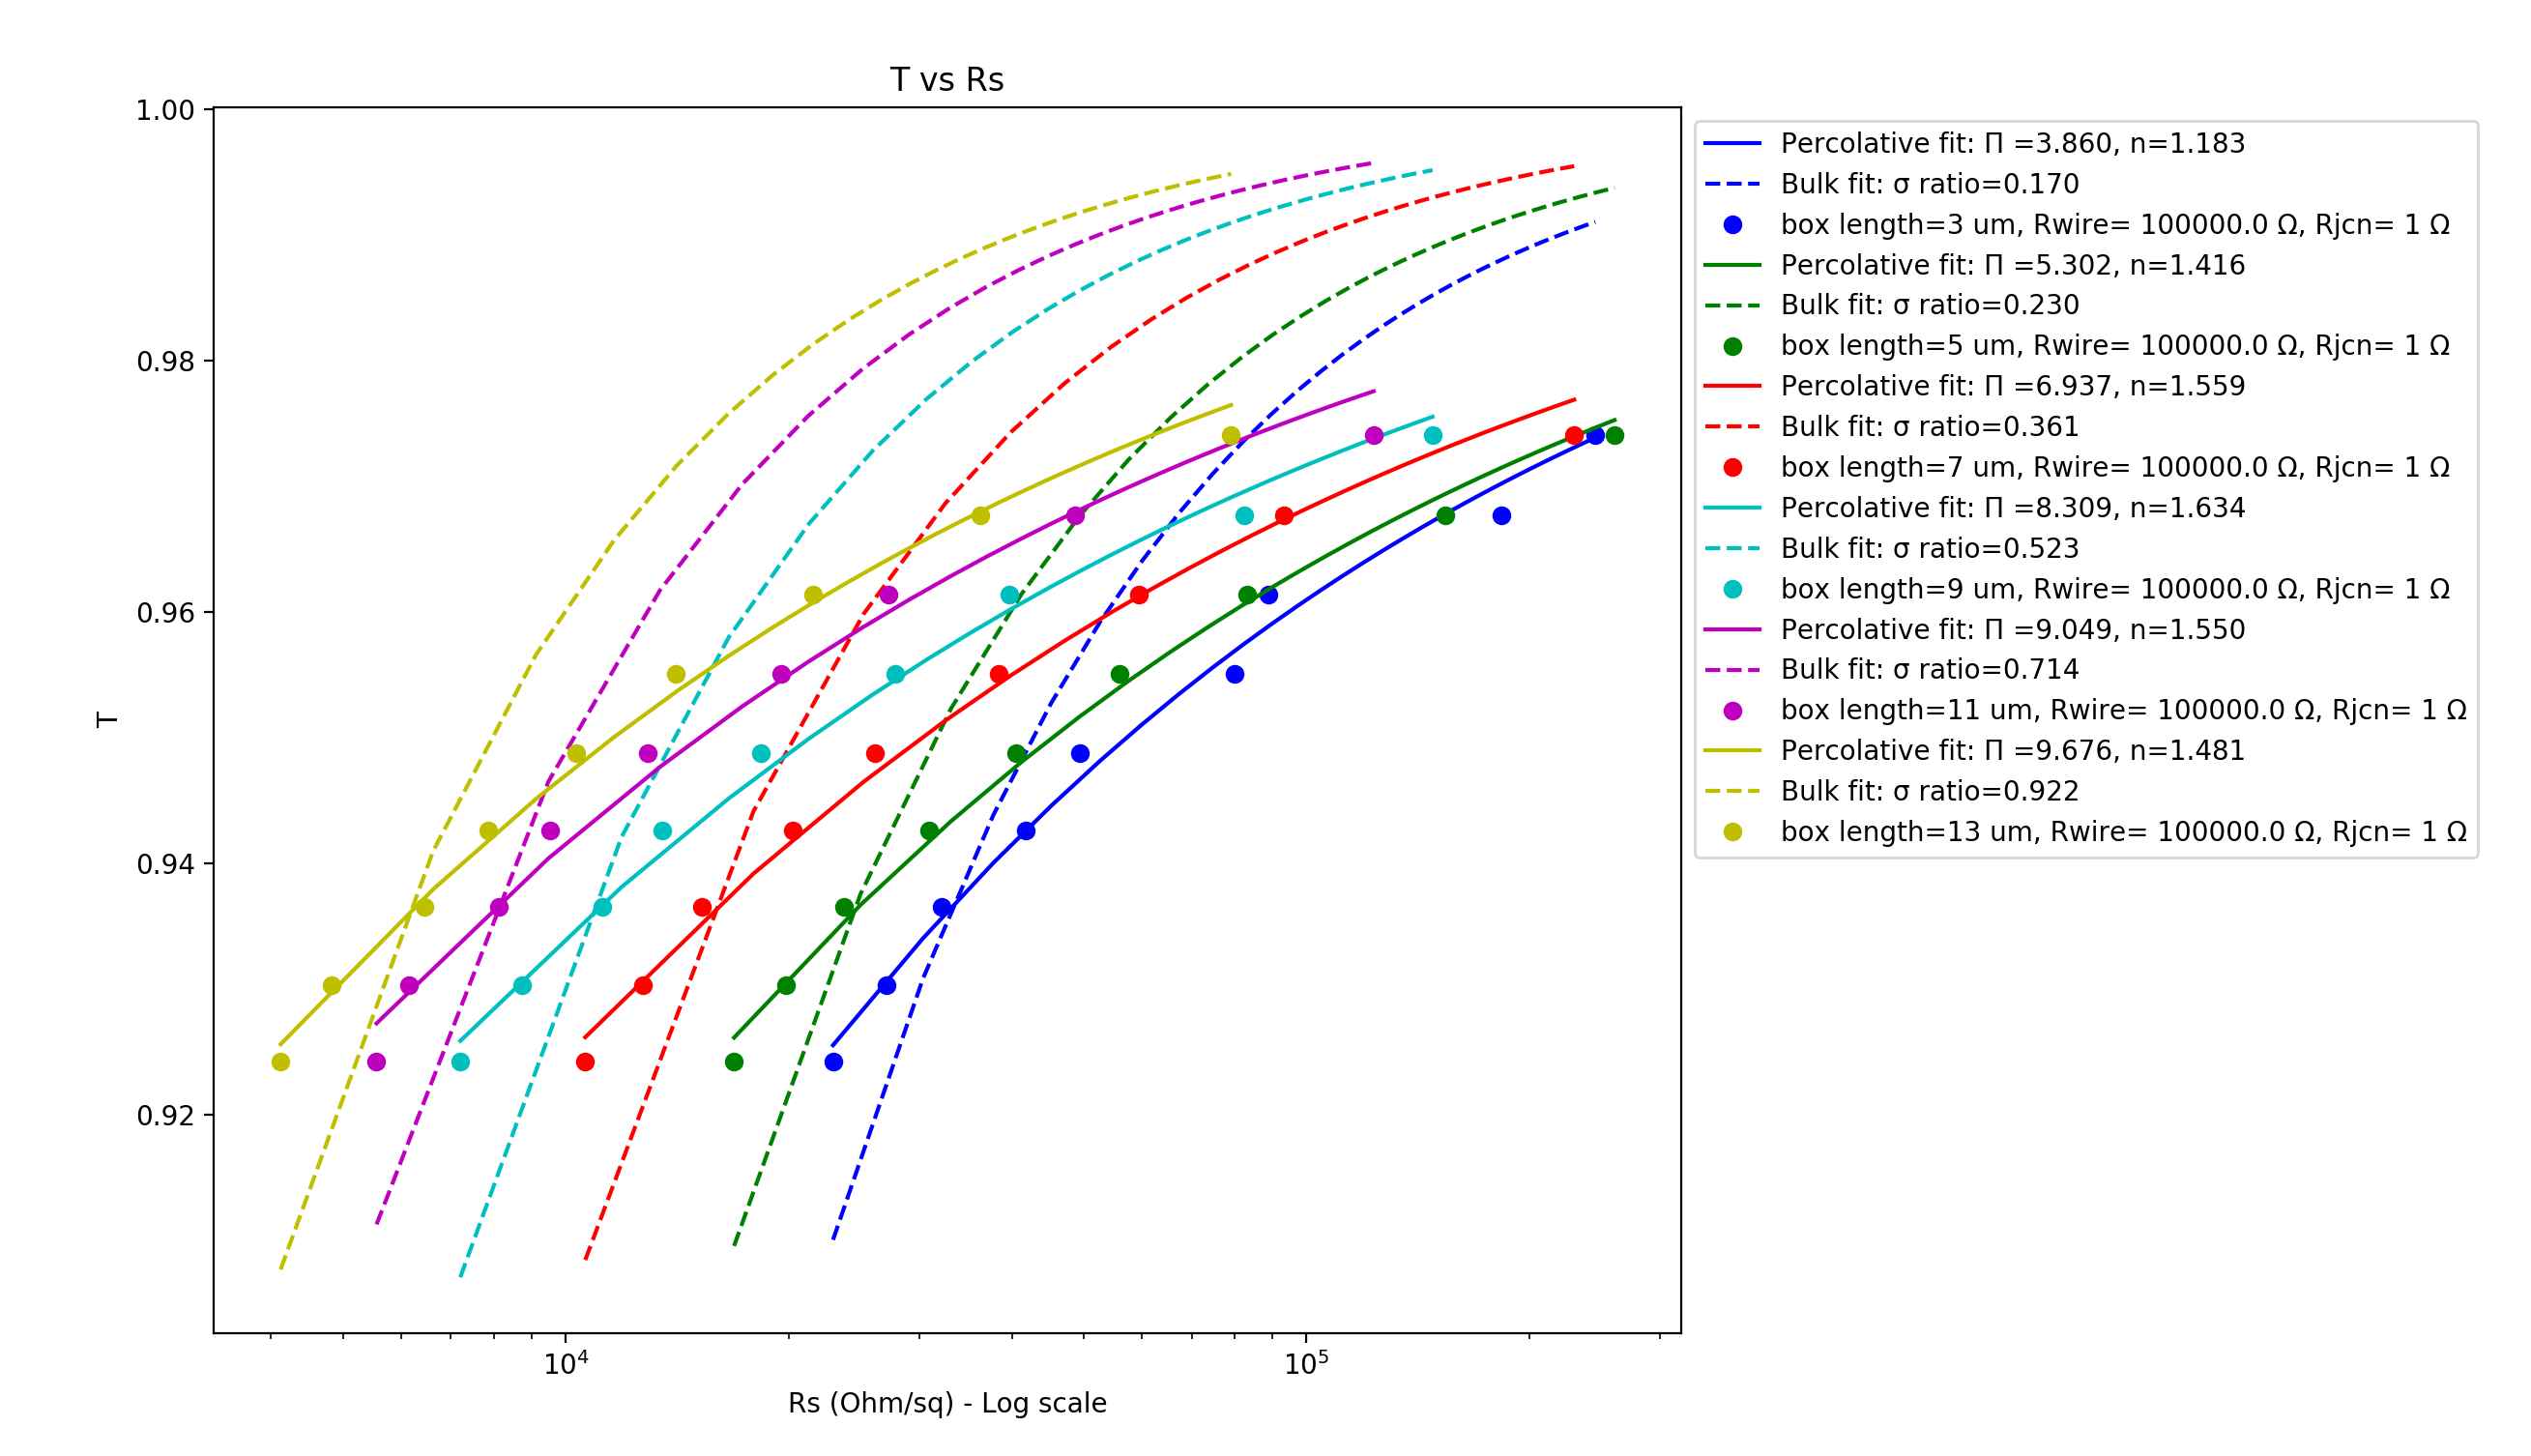 T vs Rs
1.00
0.98
0.96
0.94
0.92
T
10⁴
10⁵
Rs (Ohm/sq) - Log scale
Percolative fit: Π =3.860, n=1.183
Bulk fit: σ ratio=0.170
box length=3 um, Rwire= 100000.0 Ω, Rjcn= 1 Ω
Percolative fit: Π =5.302, n=1.416
Bulk fit: σ ratio=0.230
box length=5 um, Rwire= 100000.0 Ω, Rjcn= 1 Ω
Percolative fit: Π =6.937, n=1.559
Bulk fit: σ ratio=0.361
box length=7 um, Rwire= 100000.0 Ω, Rjcn= 1 Ω
Percolative fit: Π =8.309, n=1.634
Bulk fit: σ ratio=0.523
box length=9 um, Rwire= 100000.0 Ω, Rjcn= 1 Ω
Percolative fit: Π =9.049, n=1.550
Bulk fit: σ ratio=0.714
box length=11 um, Rwire= 100000.0 Ω, Rjcn= 1 Ω
Percolative fit: Π =9.676, n=1.481
Bulk fit: σ ratio=0.922
box length=13 um, Rwire= 100000.0 Ω, Rjcn= 1 Ω